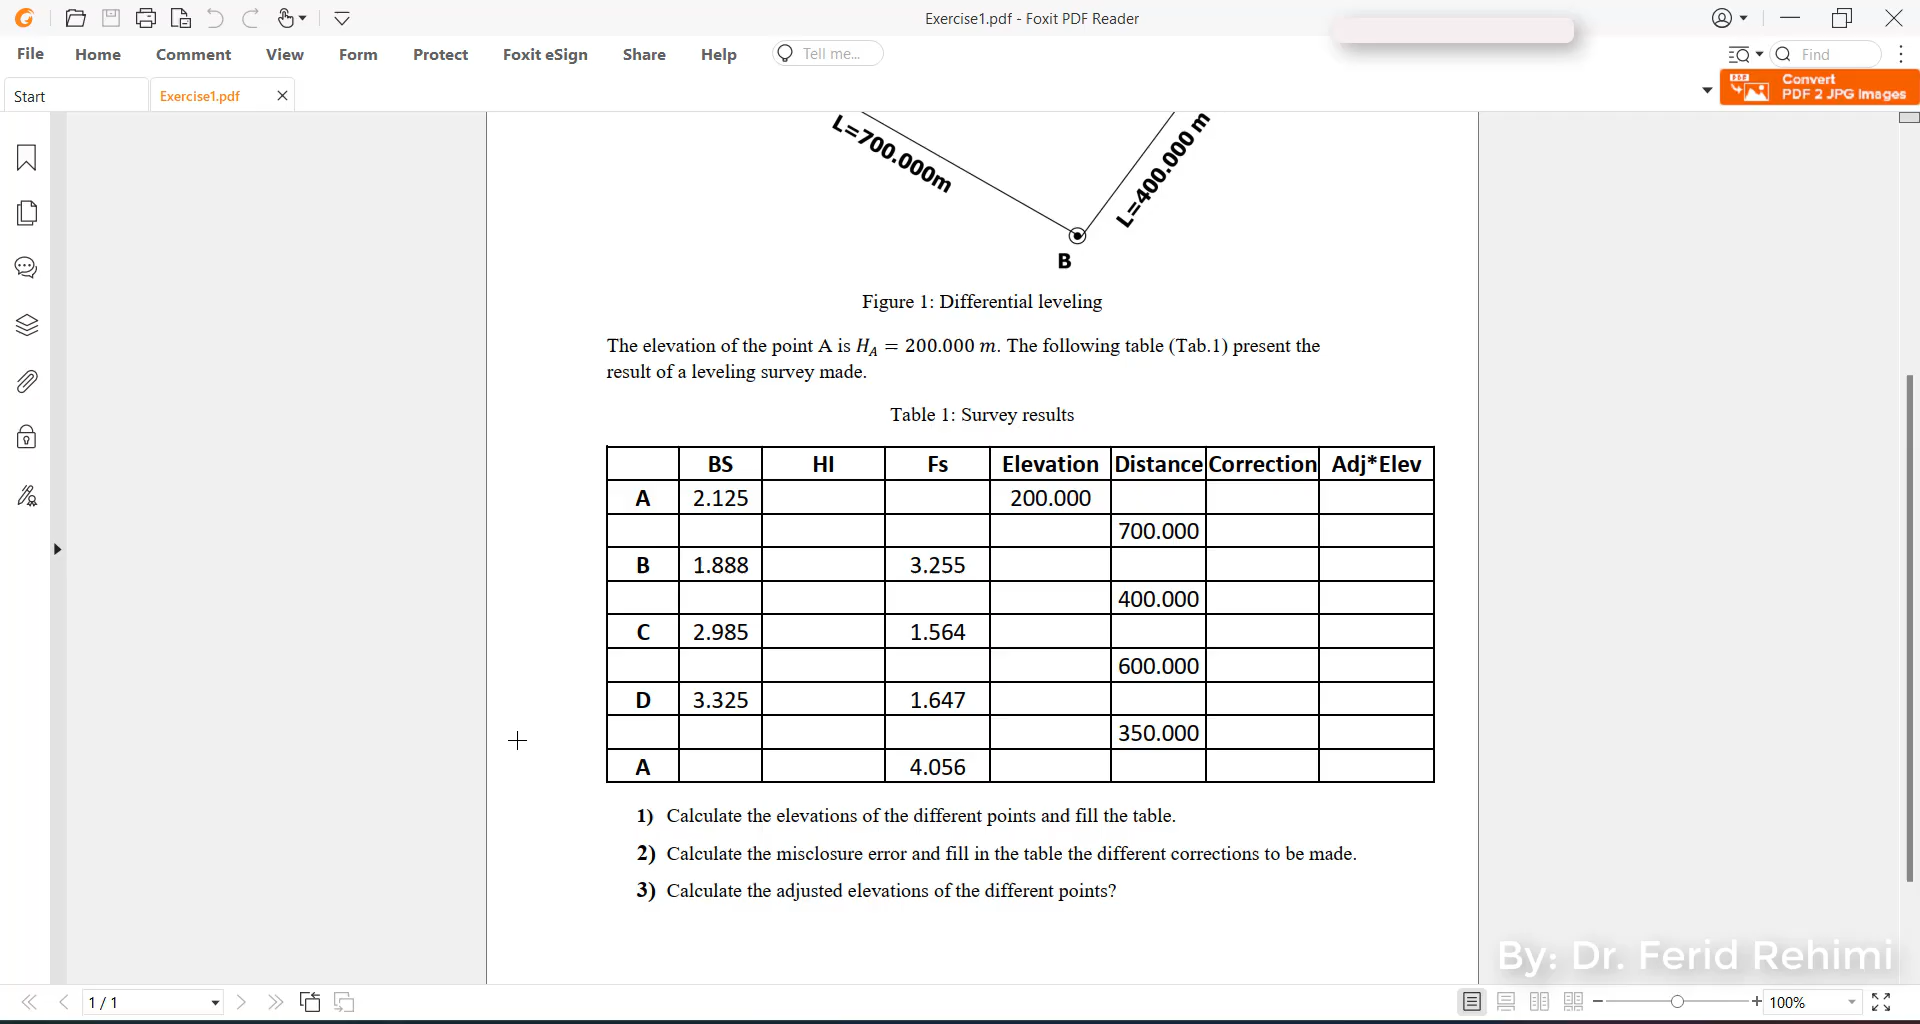 Exercise1.pdf - Foxit PDF Reader
File Home Comment View Form Protect Foxit eSign Share Help Tell me... Find
Start Exercise1.pdf
PDF Convert
PDF 2 JPG Images
L=700.000m
L=400.000 m
B
Figure 1: Differential leveling
The elevation of the point A is H_A = 200.000 m. The following table (Tab.1) present the
result of a leveling survey made.
Table 1: Survey results
BS HI Fs Elevation Distance Correction Adj*Elev
A 2.125 200.000
700.000
B 1.888 3.255
400.000
C 2.985 1.564
600.000
D 3.325 1.647
350.000
A 4.056
1) Calculate the elevations of the different points and fill the table.
2) Calculate the misclosure error and fill in the table the different corrections to be made.
3) Calculate the adjusted elevations of the different points?
By: Dr. Ferid Rehimi
1 / 1 100%